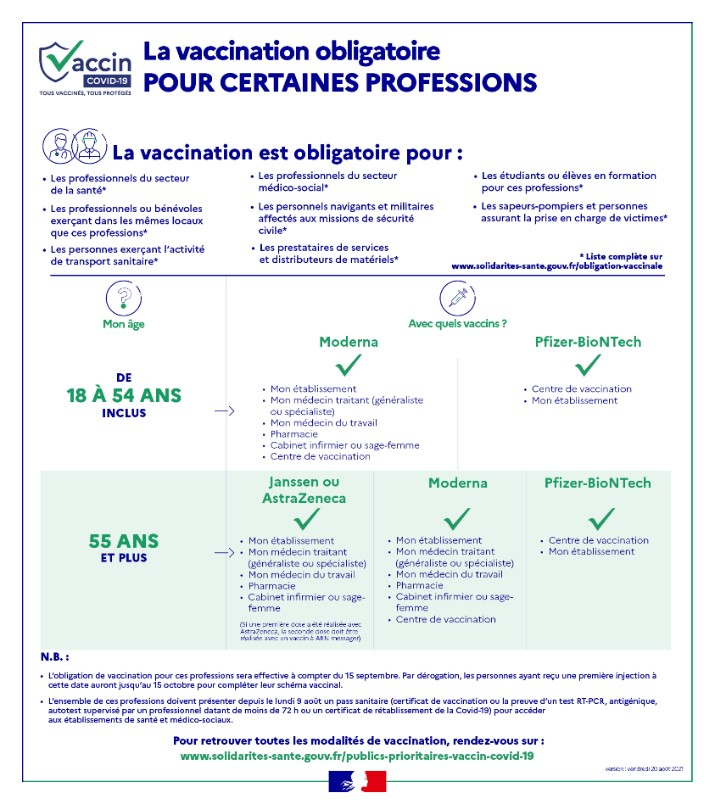 Vaccin
COVID-19
TOUS VACCINÉS, TOUS PROTÉGÉS
La vaccination obligatoire
POUR CERTAINES PROFESSIONS
La vaccination est obligatoire pour :
• Les professionnels du secteur
de la santé*
• Les professionnels ou bénévoles
exerçant dans les mêmes locaux
que ces professions*
• Les personnes exerçant l'activité
de transport sanitaire*
• Les professionnels du secteur
médico-social*
• Les personnels navigants et militaires
affectés aux missions de sécurité
civile*
• Les prestataires de services
et distributeurs de matériels*
• Les étudiants ou élèves en formation
pour ces professions*
• Les sapeurs-pompiers et personnes
assurant la prise en charge de victimes*
* Liste complète sur
www.solidarites-sante.gouv.fr/obligation-vaccinale
Mon âge
Avec quels vaccins ?
DE
18 À 54 ANS
INCLUS
Moderna
• Mon établissement
• Mon médecin traitant (généraliste
ou spécialiste)
• Mon médecin du travail
• Pharmacie
• Cabinet infirmier ou sage-femme
• Centre de vaccination
Pfizer-BioNTech
• Centre de vaccination
• Mon établissement
55 ANS
ET PLUS
Janssen ou
AstraZeneca
• Mon établissement
• Mon médecin traitant
(généraliste ou spécialiste)
• Mon médecin du travail
• Pharmacie
• Cabinet infirmier ou sage-
femme
(Si une première dose a été réalisée avec
AstraZeneca, la seconde dose doit être
réalisée avec un vaccin à ARN messager)
Moderna
• Mon établissement
• Mon médecin traitant
(généraliste ou spécialiste)
• Mon médecin du travail
• Pharmacie
• Cabinet infirmier ou sage-
femme
• Centre de vaccination
Pfizer-BioNTech
• Centre de vaccination
• Mon établissement
N.B. :
• L'obligation de vaccination pour ces professions sera effective à compter du 15 septembre. Par dérogation, les personnes ayant reçu une première injection à
cette date auront jusqu'au 15 octobre pour compléter leur schéma vaccinal.
• L'ensemble de ces professions doivent présenter depuis le lundi 9 août un pass sanitaire (certificat de vaccination ou la preuve d'un test RT-PCR, antigénique,
autotest supervisé par un professionnel datant de moins de 72 h ou un certificat de rétablissement de la Covid-19) pour accéder
aux établissements de santé et médico-sociaux.
Pour retrouver toutes les modalités de vaccination, rendez-vous sur :
www.solidarites-sante.gouv.fr/publics-prioritaires-vaccin-covid-19
version : vendredi 20 août 2021